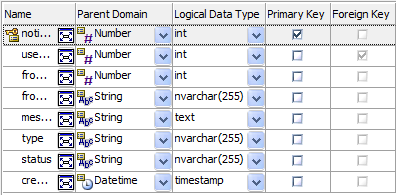 Name Parent Domain Logical Data Type Primary Key Foreign Key
noti... Number int
use... Number int
fro... Number int
fro... String nvarchar(255)
mes... String text
type String nvarchar(255)
status String nvarchar(255)
cre... Datetime timestamp